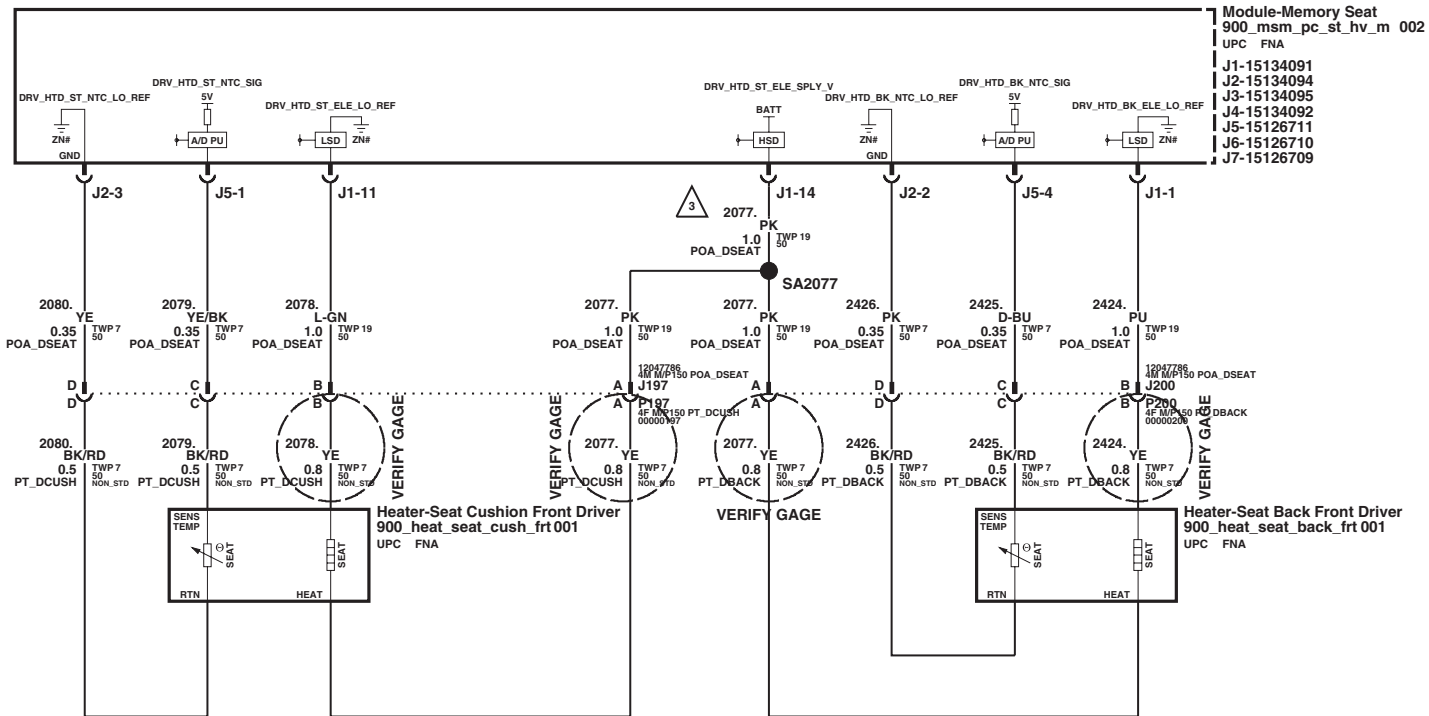 Module-Memory Seat
900_msm_pc_st_hv_m 002
UPC FNA
J1-15134091
J2-15134094
J3-15134095
J4-15134092
J5-15126711
J6-15126710
J7-15126709
DRV_HTD_ST_NTC_LO_REF
DRV_HTD_ST_NTC_SIG
DRV_HTD_ST_ELE_LO_REF
DRV_HTD_ST_ELE_SPLY_V
DRV_HTD_BK_NTC_LO_REF
DRV_HTD_BK_NTC_SIG
DRV_HTD_BK_ELE_LO_REF
5V BATT 5V
ZN# A/D PU LSD ZN# HSD ZN# A/D PU LSD ZN#
GND GND
J2-3 J5-1 J1-11 J1-14 J2-2 J5-4 J1-1
3
2077.
PK
1.0 TWP 19
50
POA_DSEAT
SA2077
2080. 2079. 2078. 2077. 2077. 2426. 2425. 2424.
YE YE/BK L-GN PK PK PK D-BU PU
0.35 TWP 7 0.35 TWP 7 1.0 TWP 19 1.0 TWP 19 1.0 TWP 19 0.35 TWP 7 0.35 TWP 7 1.0 TWP 19
50 50 50 50 50 50 50 50
POA_DSEAT POA_DSEAT POA_DSEAT POA_DSEAT POA_DSEAT POA_DSEAT POA_DSEAT POA_DSEAT
12047786 12047786
4M M/P150 POA_DSEAT 4M M/P150 POA_DSEAT
D C B A J197 A D C B J200
D C B A P197 A D C B P200
4F M/P150 PT_DCUSH 4F M/P150 PT_DBACK
00000197 00000200
2080. 2079. 2078. 2077. 2077. 2426. 2425. 2424.
BK/RD BK/RD YE YE YE BK/RD BK/RD YE
0.5 TWP 7 0.5 TWP 7 0.8 TWP 7 0.8 TWP 7 0.8 TWP 7 0.5 TWP 7 0.5 TWP 7 0.8 TWP 7
50 50 50 50 50 50 50 50
PT_DCUSH NON_STD PT_DCUSH NON_STD PT_DCUSH NON_STD PT_DCUSH NON_STD PT_DBACK NON_STD PT_DBACK NON_STD PT_DBACK NON_STD PT_DBACK NON_STD
VERIFY GAGE
VERIFY GAGE
VERIFY GAGE
VERIFY GAGE
SENS
TEMP
SEAT
SEAT
RTN HEAT
Heater-Seat Cushion Front Driver
900_heat_seat_cush_frt 001
UPC FNA
SENS
TEMP
SEAT
SEAT
RTN HEAT
Heater-Seat Back Front Driver
900_heat_seat_back_frt 001
UPC FNA